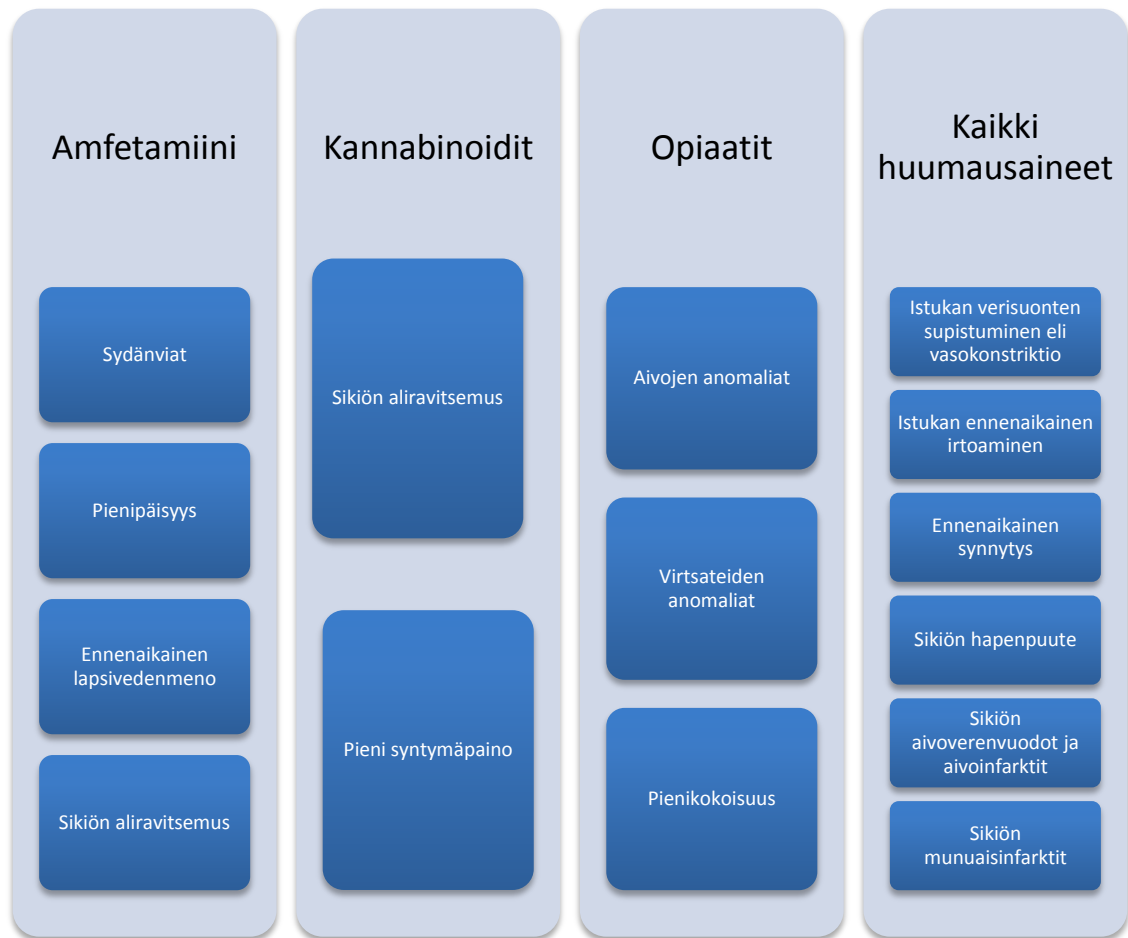 Amfetamiini
Sydänviat
Pienipäisyys
Ennenaikainen
lapsivedenmeno
Sikiön aliravitsemus
Kannabinoidit
Sikiön aliravitsemus
Pieni syntymäpaino
Opiaatit
Aivojen anomaliat
Virtsateiden
anomaliat
Pienikokoisuus
Kaikki
huumausaineet
Istukan verisuonten
supistuminen eli
vasokonstriktio
Istukan ennenaikainen
irtoaminen
Ennenaikainen
synnytys
Sikiön hapenpuute
Sikiön
aivoverenvuodot ja
aivoinfarktit
Sikiön
munuaisinfarktit